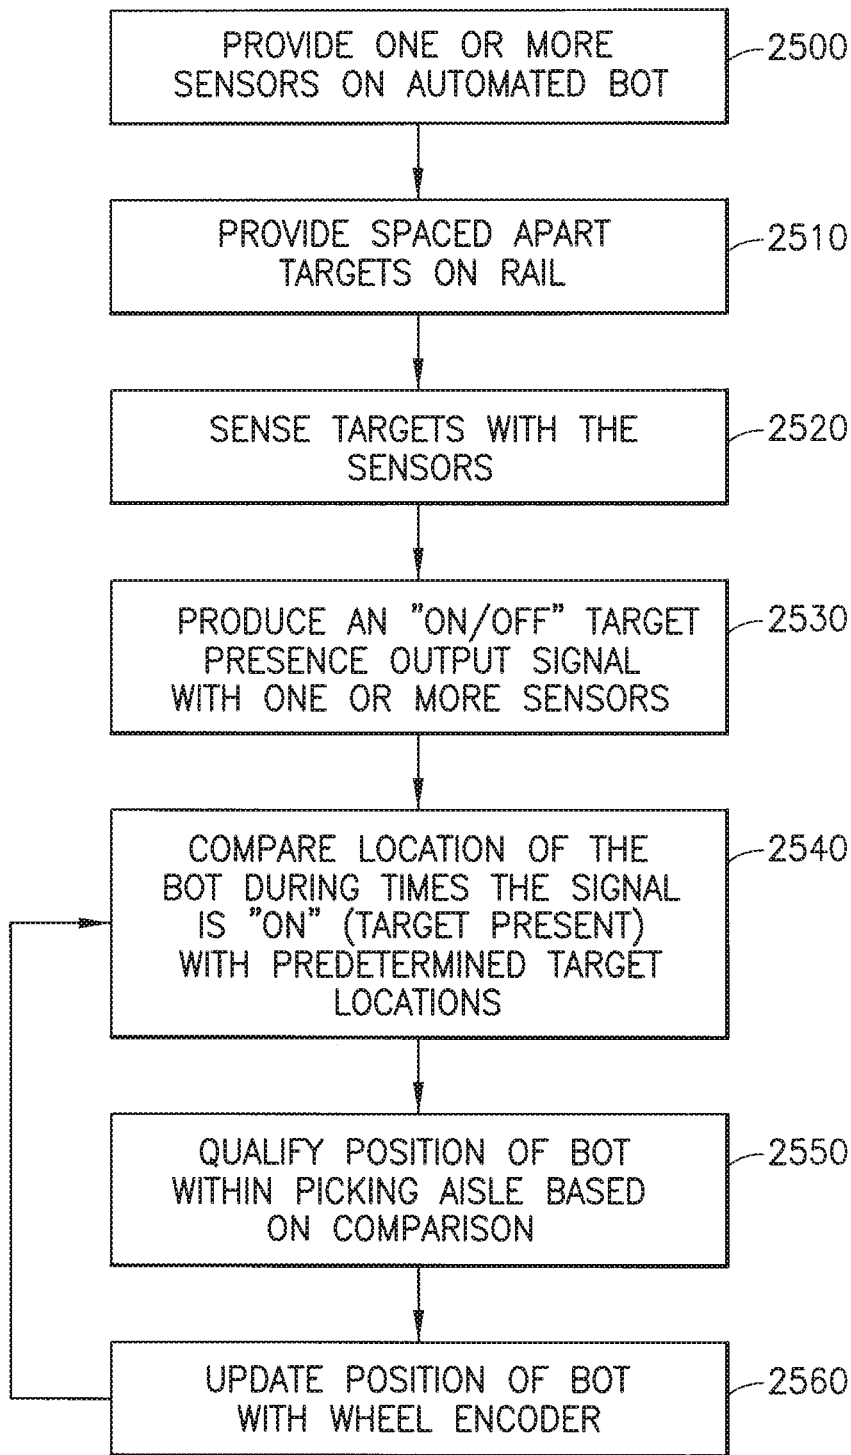 PROVIDE ONE OR MORE
SENSORS ON AUTOMATED BOT
2500
PROVIDE SPACED APART
TARGETS ON RAIL
2510
SENSE TARGETS WITH THE
SENSORS
2520
PRODUCE AN "ON/OFF" TARGET
PRESENCE OUTPUT SIGNAL
WITH ONE OR MORE SENSORS
2530
COMPARE LOCATION OF THE
BOT DURING TIMES THE SIGNAL
IS "ON" (TARGET PRESENT)
WITH PREDETERMINED TARGET
LOCATIONS
2540
QUALIFY POSITION OF BOT
WITHIN PICKING AISLE BASED
ON COMPARISON
2550
UPDATE POSITION OF BOT
WITH WHEEL ENCODER
2560